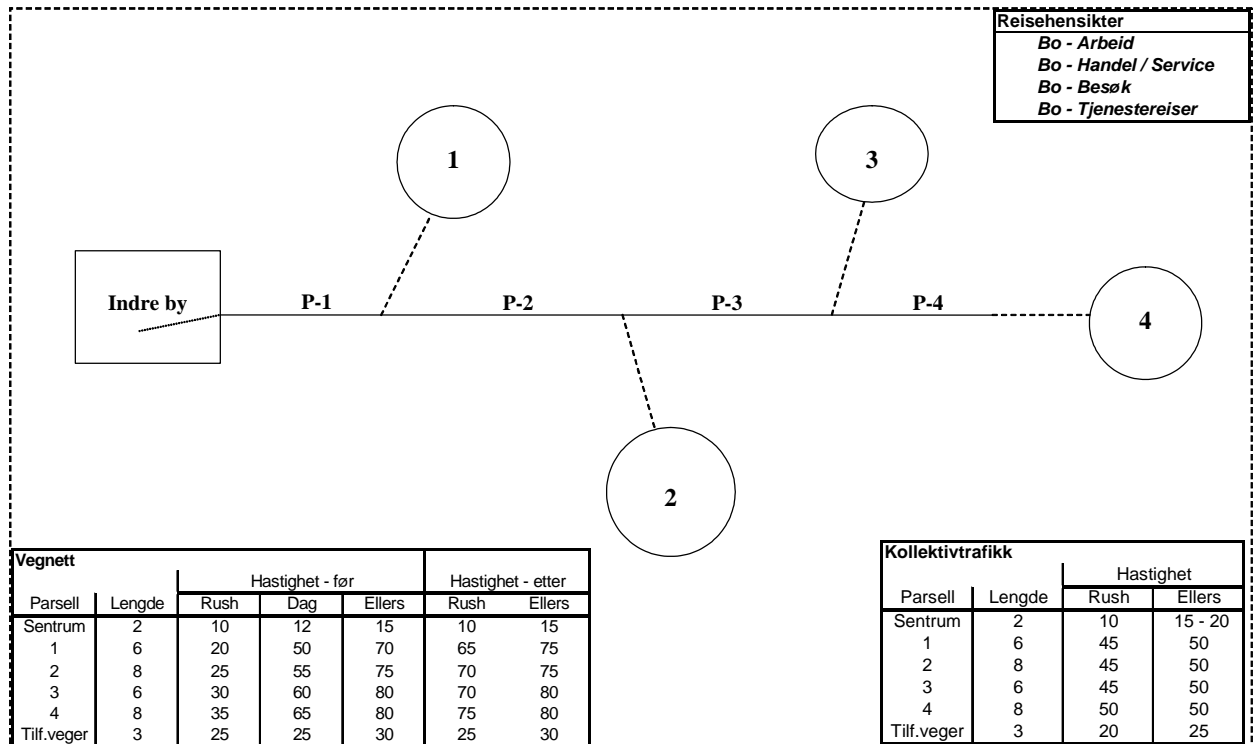 Reisehensikter
Bo - Arbeid
Bo - Handel / Service
Bo - Besøk
Bo - Tjenestereiser
1
3
Indre by
P-1
P-2
P-3
P-4
4
2
Vegnett
Hastighet - før Hastighet - etter
Parsell Lengde Rush Dag Ellers Rush Ellers
Sentrum 2 10 12 15 10 15
1 6 20 50 70 65 75
2 8 25 55 75 70 75
3 6 30 60 80 70 80
4 8 35 65 80 75 80
Tilf.veger 3 25 25 30 25 30
Kollektivtrafikk
Hastighet
Parsell Lengde Rush Ellers
Sentrum 2 10 15 - 20
1 6 45 50
2 8 45 50
3 6 45 50
4 8 50 50
Tilf.veger 3 20 25